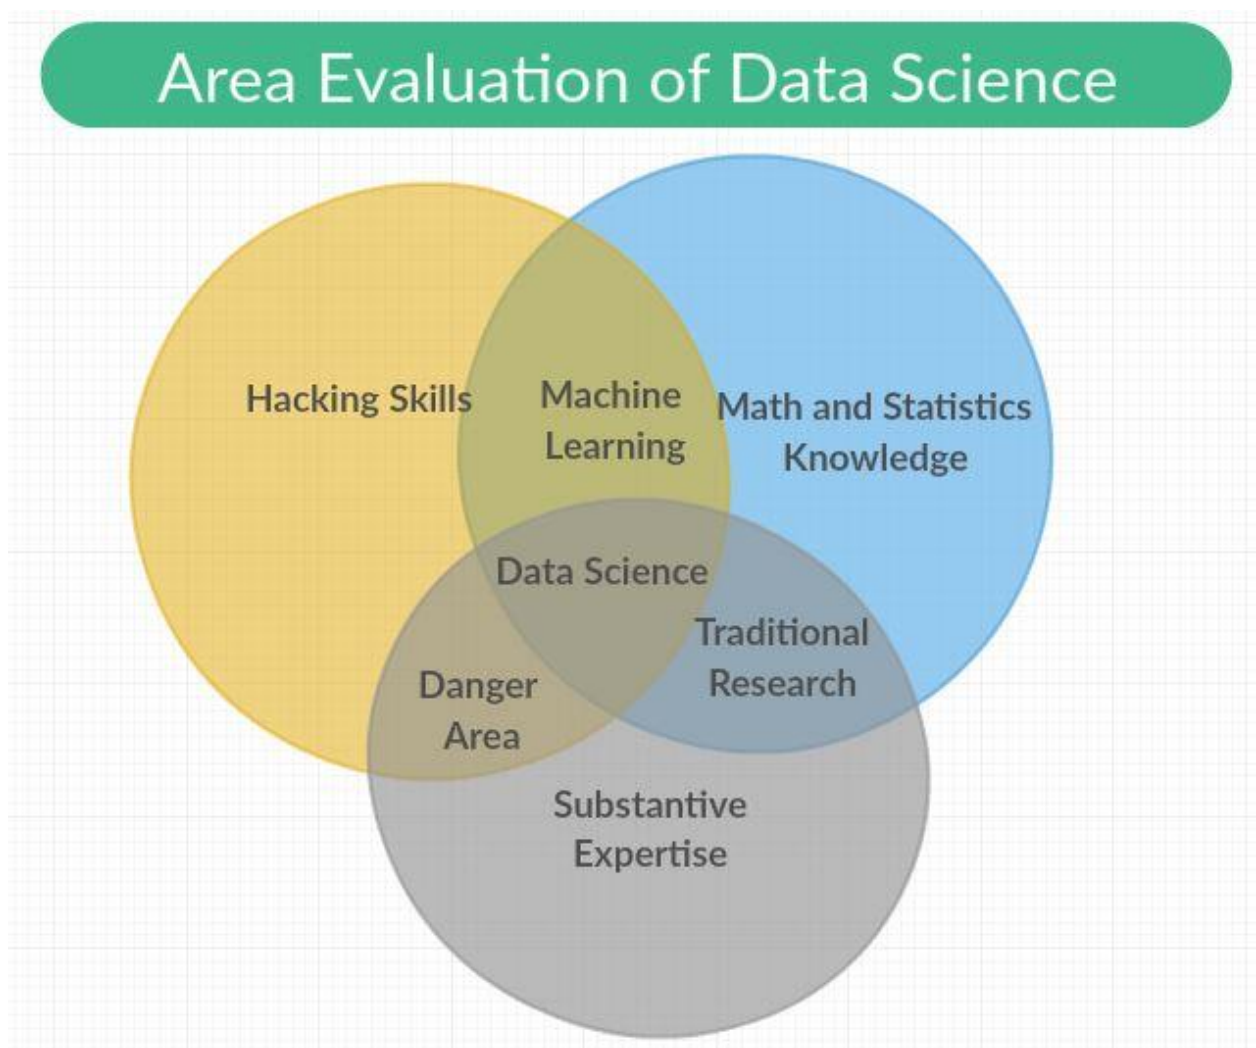 Area Evaluation of Data Science
Hacking Skills
Machine
Learning
Math and Statistics
Knowledge
Data Science
Traditional
Research
Danger
Area
Substantive
Expertise